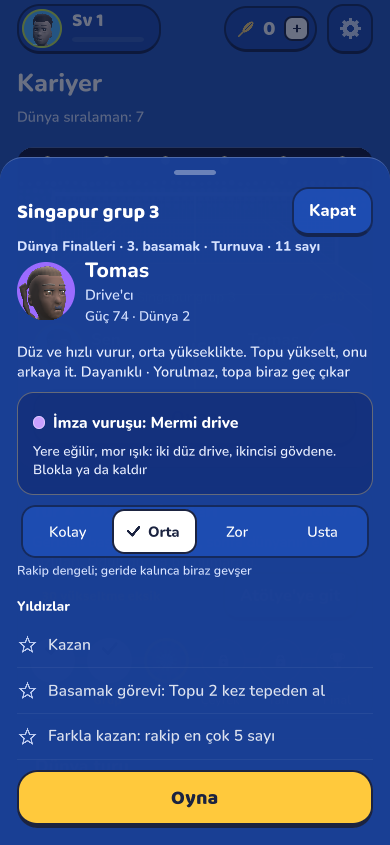 Sv 1
0
+
Kariyer
Dünya sıralaman: 7
Singapur grup 3
Kapat
Dünya Finalleri · 3. basamak · Turnuva · 11 sayı
Tomas
Drive'cı
Güç 74 · Dünya 2
Düz ve hızlı vurur, orta yükseklikte. Topu yükselt, onu
arkaya it. Dayanıklı · Yorulmaz, topa biraz geç çıkar
İmza vuruşu: Mermi drive
Yere eğilir, mor ışık: iki düz drive, ikincisi gövdene.
Blokla ya da kaldır
Kolay
Orta
Zor
Usta
Rakip dengeli; geride kalınca biraz gevşer
Yıldızlar
Kazan
Basamak görevi: Topu 2 kez tepeden al
Farkla kazan: rakip en çok 5 sayı
Oyna